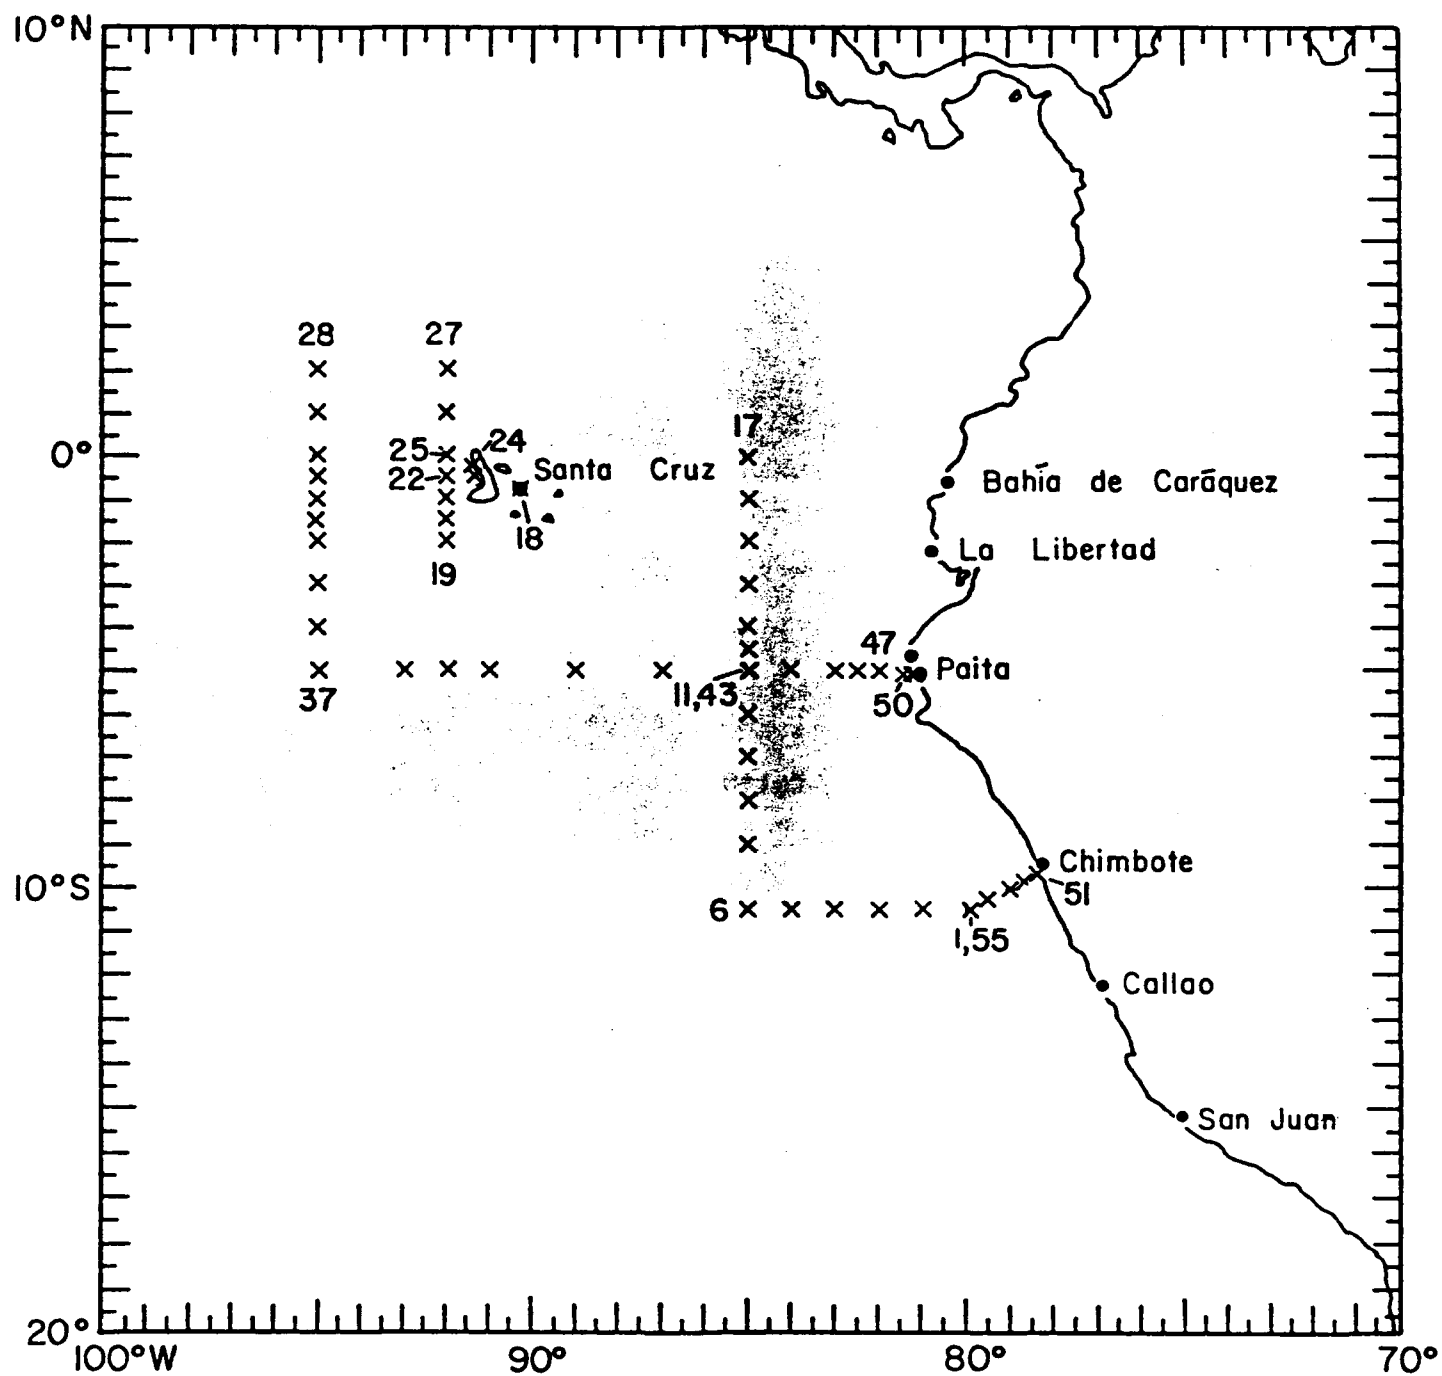 10°N
28 27
17
25 24
0°
22 Santa Cruz
Bahía de Caráquez
18
La Libertad
19
47
Paita
37 11,43 50
Chimbote
10°S 51
6
1,55
Callao
San Juan
20°
100°W 90° 80° 70°